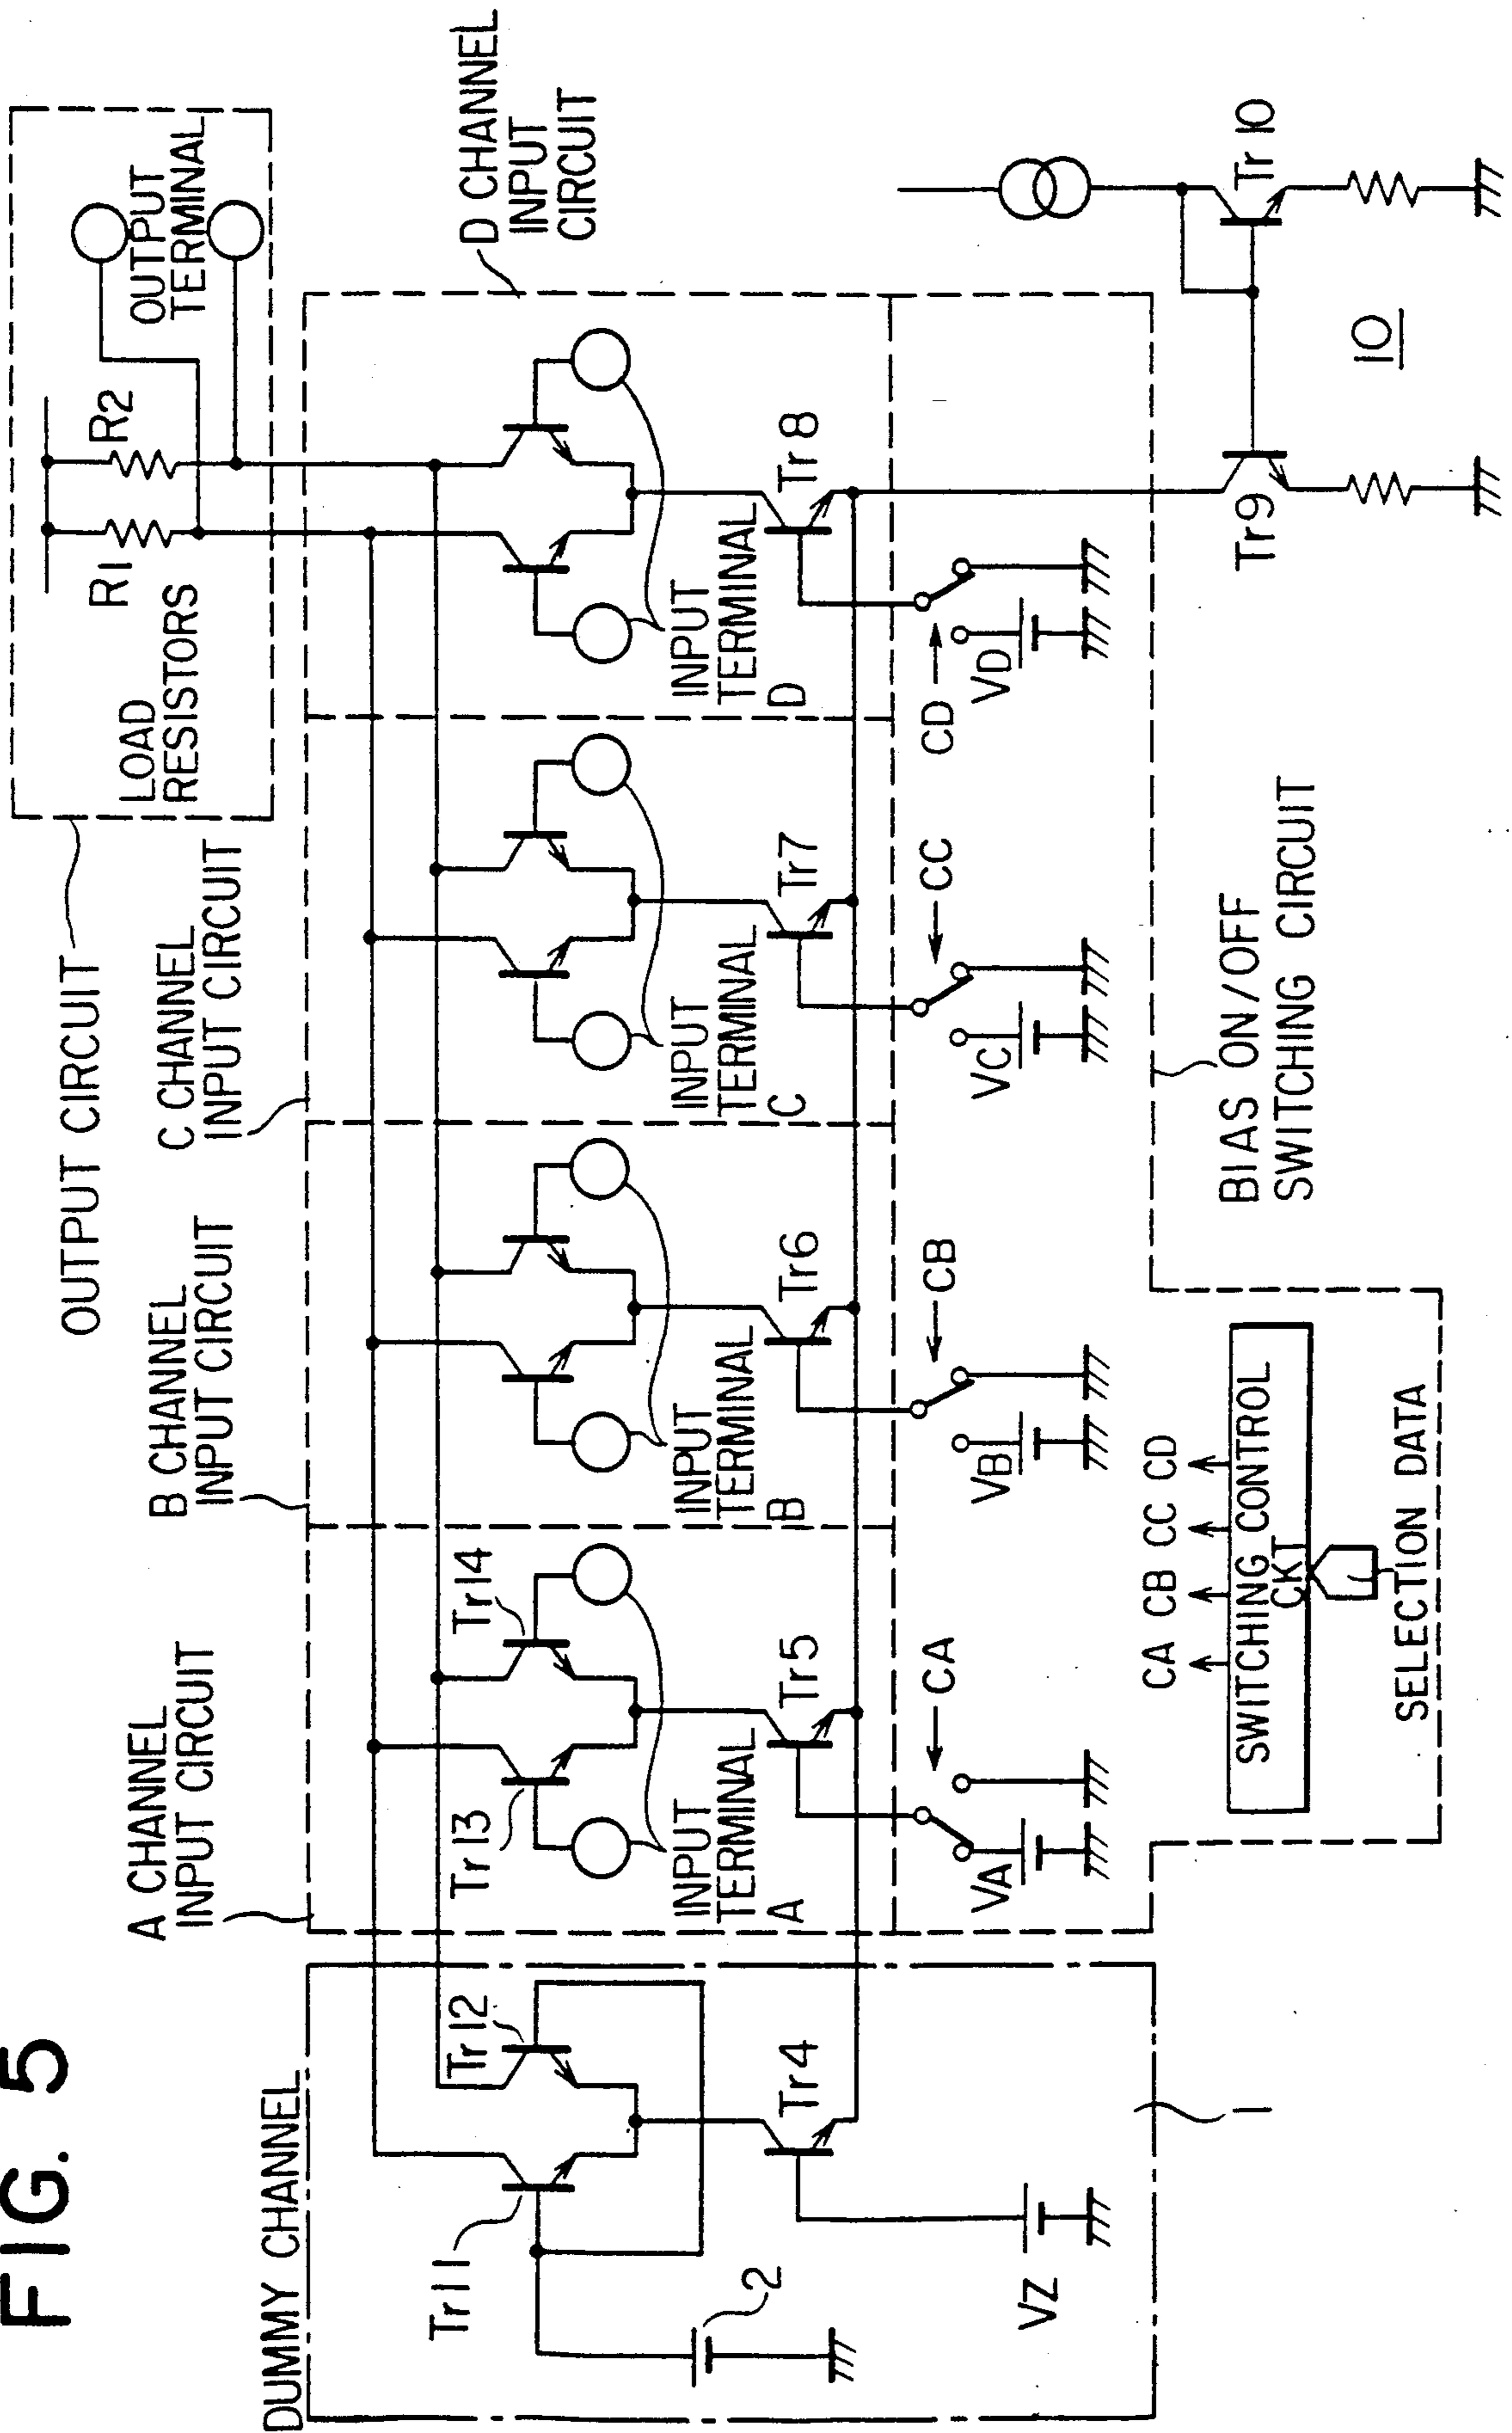 FIG. 5
OUTPUT CIRCUIT
LOAD
RESISTORS
R1
R2
OUTPUT
TERMINAL
DUMMY CHANNEL
A CHANNEL
INPUT CIRCUIT
B CHANNEL
INPUT CIRCUIT
C CHANNEL
INPUT CIRCUIT
D CHANNEL
INPUT
CIRCUIT
Tr11
Tr12
Tr13
Tr14
2
INPUT
TERMINAL
A
INPUT
TERMINAL
B
INPUT
TERMINAL
C
INPUT
TERMINAL
D
Tr4
Tr5
Tr6
Tr7
Tr8
VZ
VA
CA
VB
CB
VC
CC
VD
CD
1
CA CB CC CD
SWITCHING CONTROL
CKT
SELECTION DATA
BIAS ON/OFF
SWITCHING CIRCUIT
Tr9
Tr10
10